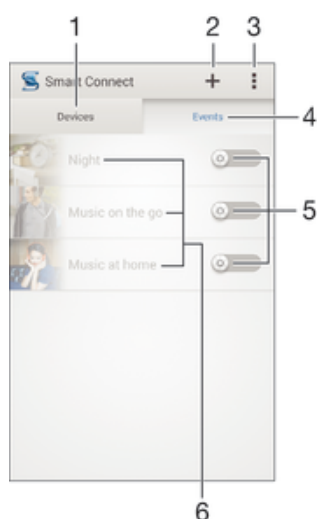 1 2 3
Smart Connect
Devices Events 4
Night
Music on the go 5
Music at home
6